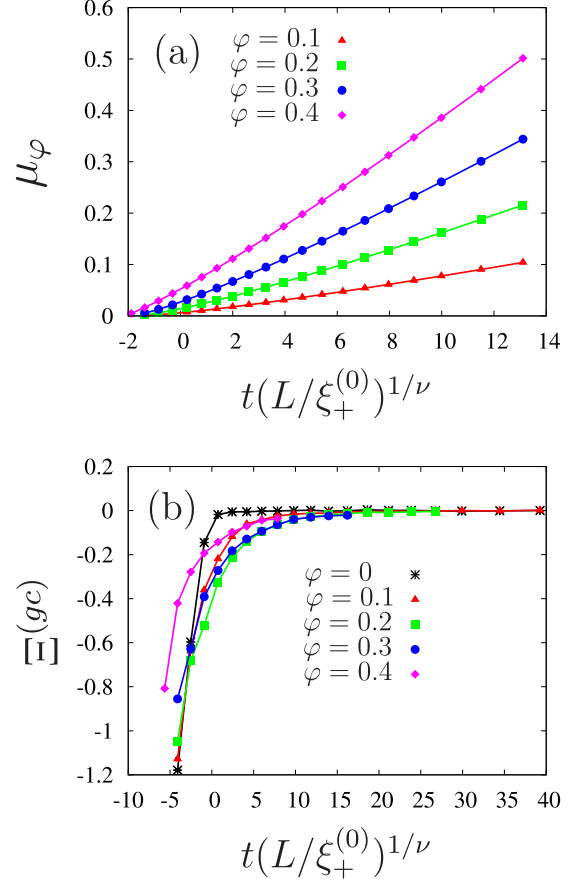 0.6
0.5
0.4
0.3
0.2
0.1
0
(a)
φ = 0.1
φ = 0.2
φ = 0.3
φ = 0.4
μ_φ
-2 0 2 4 6 8 10 12 14
t(L/ξ_+^{(0)})^{1/ν}
0.2
0
-0.2
-0.4
-0.6
-0.8
-1
-1.2
(b)
φ = 0
φ = 0.1
φ = 0.2
φ = 0.3
φ = 0.4
Ξ^{(gc)}
-10 -5 0 5 10 15 20 25 30 35 40
t(L/ξ_+^{(0)})^{1/ν}